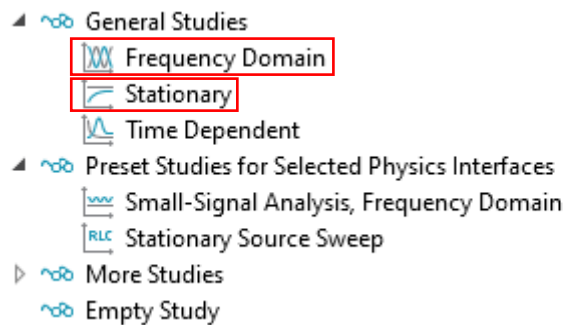 General Studies
Frequency Domain
Stationary
Time Dependent
Preset Studies for Selected Physics Interfaces
Small-Signal Analysis, Frequency Domain
RLC Stationary Source Sweep
More Studies
Empty Study